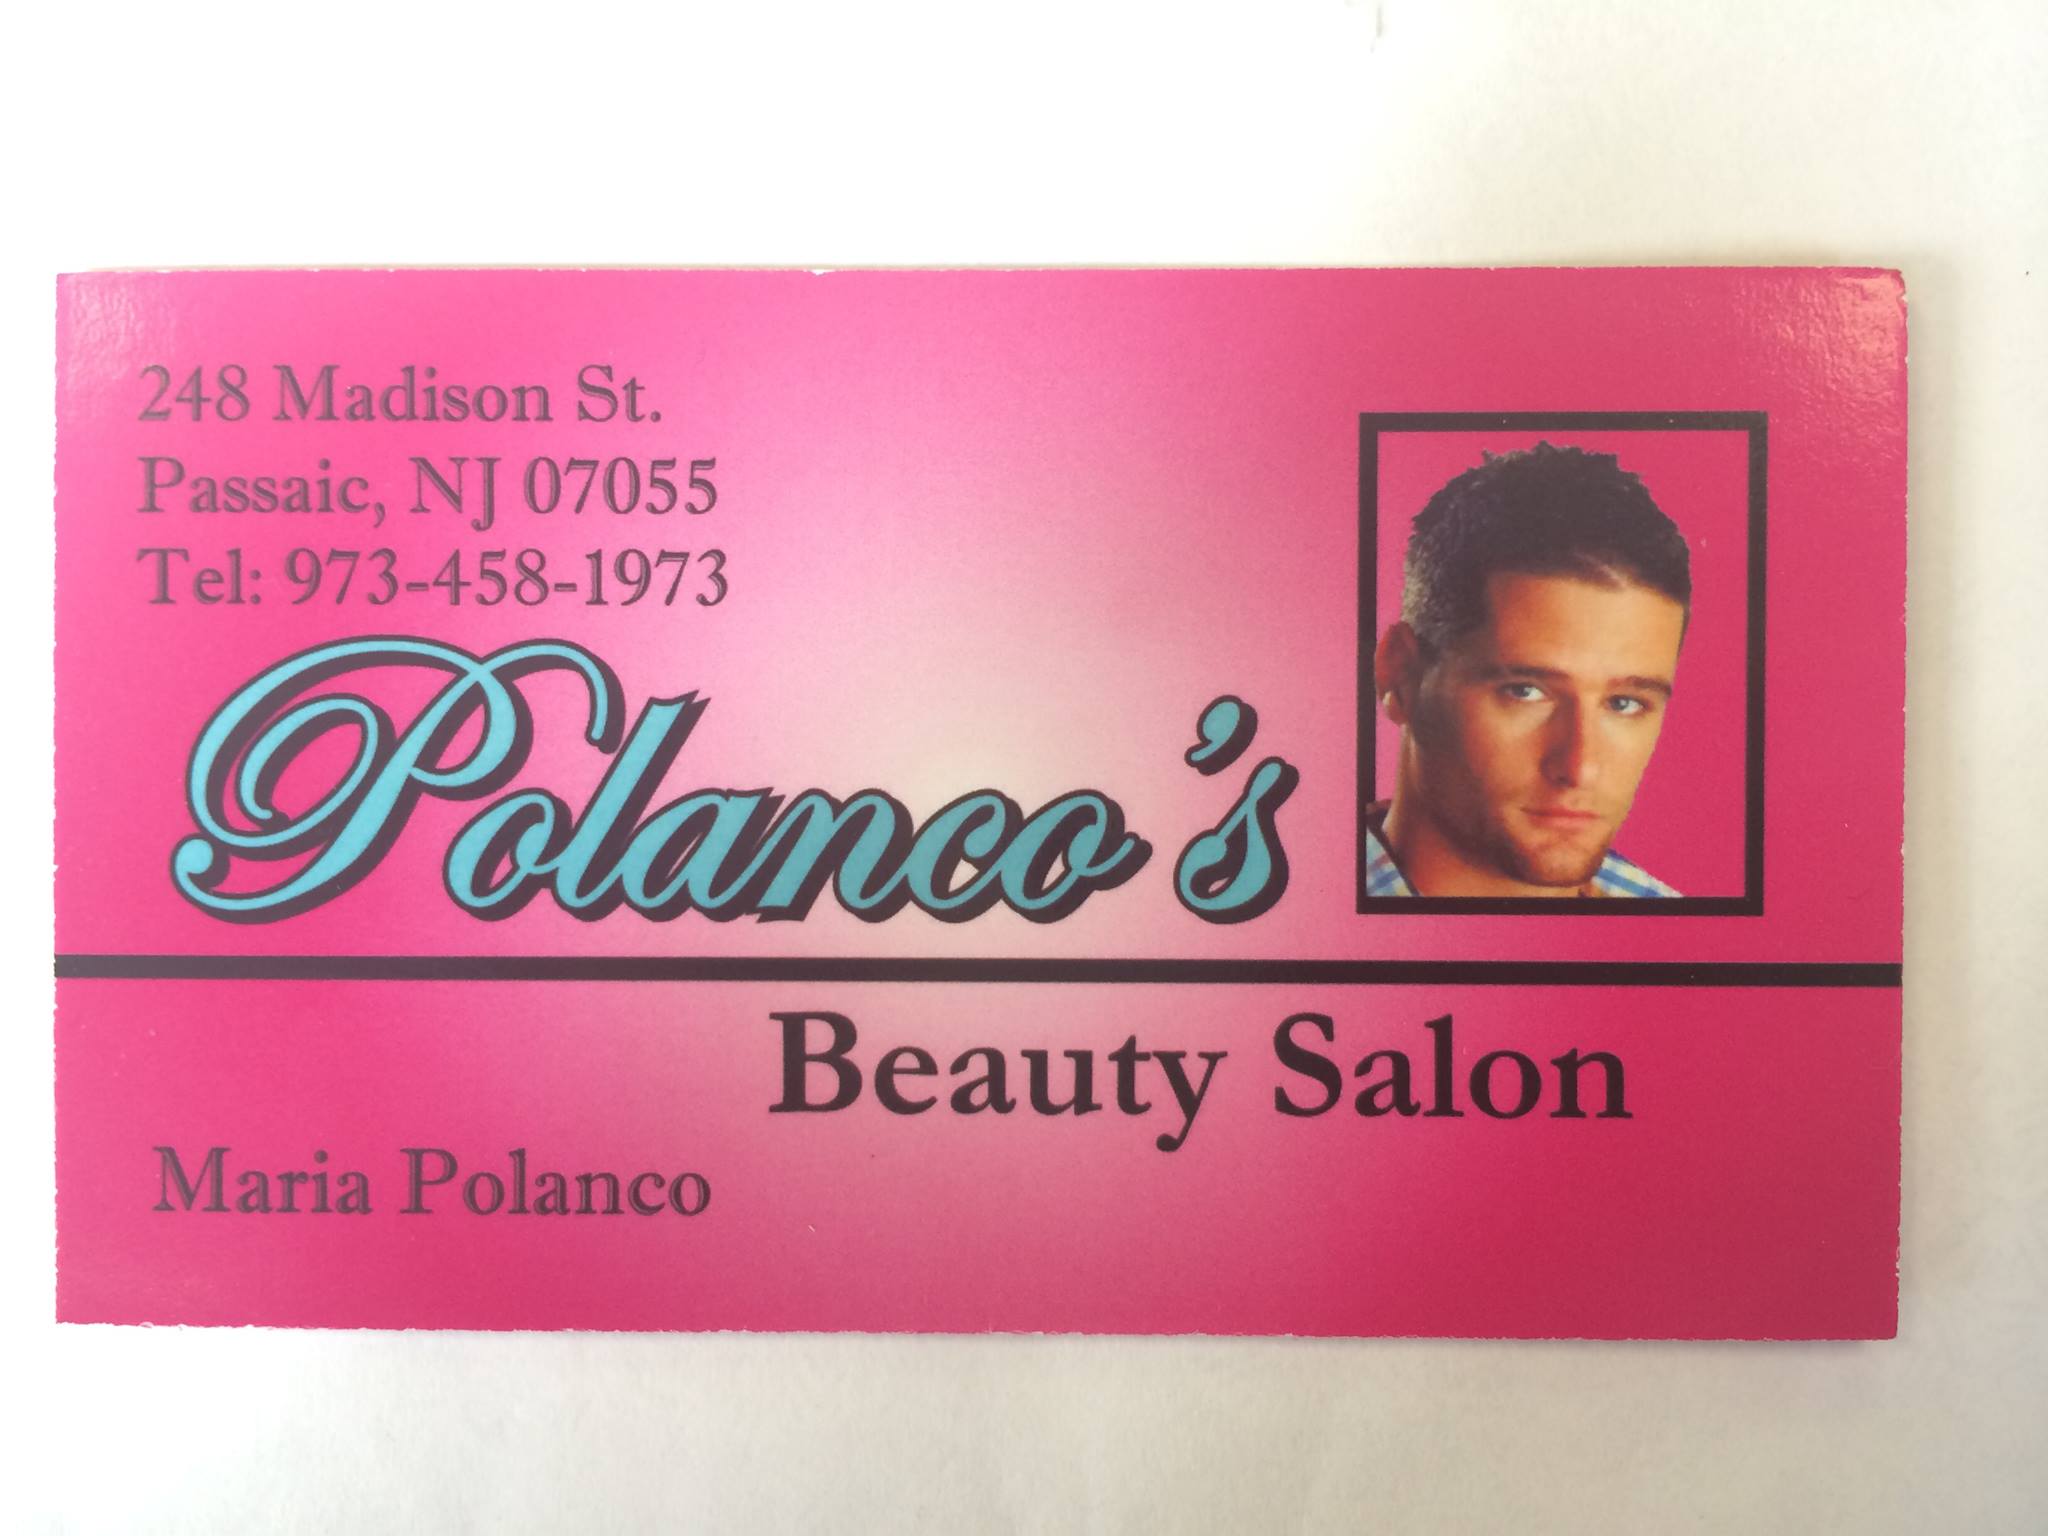 248 Madison St.
Passaic, NJ 07055
Tel: 973-458-1973
Polanco's
Beauty Salon
Maria Polanco